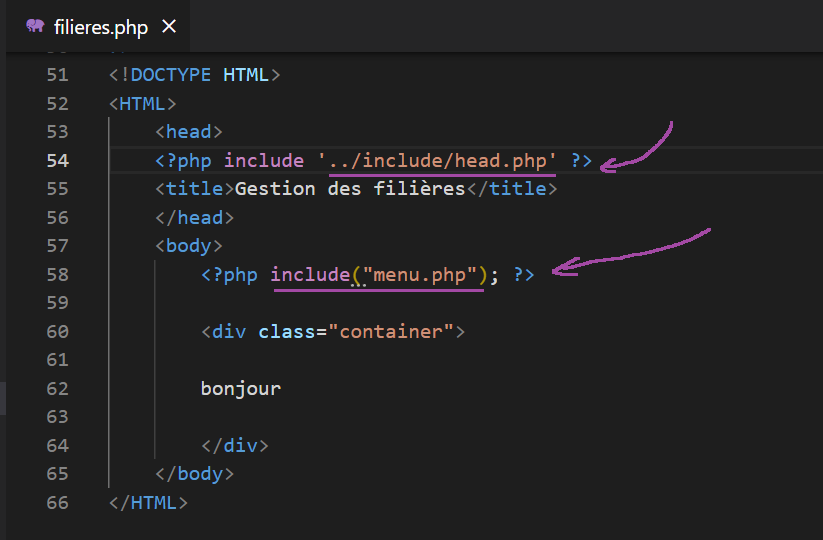 filieres.php
51 <!DOCTYPE HTML>
52 <HTML>
53 <head>
54 <?php include '../include/head.php' ?>
55 <title>Gestion des filières</title>
56 </head>
57 <body>
58 <?php include("menu.php"); ?>
59
60 <div class="container">
61
62 bonjour
63
64 </div>
65 </body>
66 </HTML>